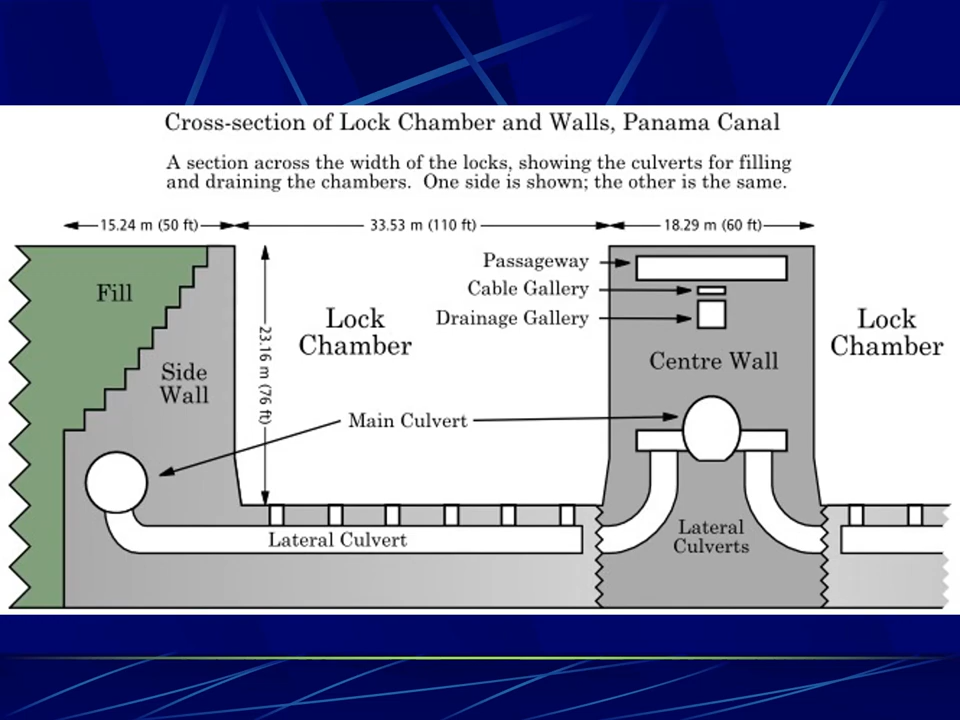 Cross-section of Lock Chamber and Walls, Panama Canal
A section across the width of the locks, showing the culverts for filling
and draining the chambers. One side is shown; the other is the same.
15.24 m (50 ft)
33.53 m (110 ft)
18.29 m (60 ft)
Passageway
Cable Gallery
Drainage Gallery
Fill
Lock
Chamber
Lock
Chamber
23.16 m (76 ft)
Centre Wall
Side
Wall
Main Culvert
Lateral Culvert
Lateral
Culverts